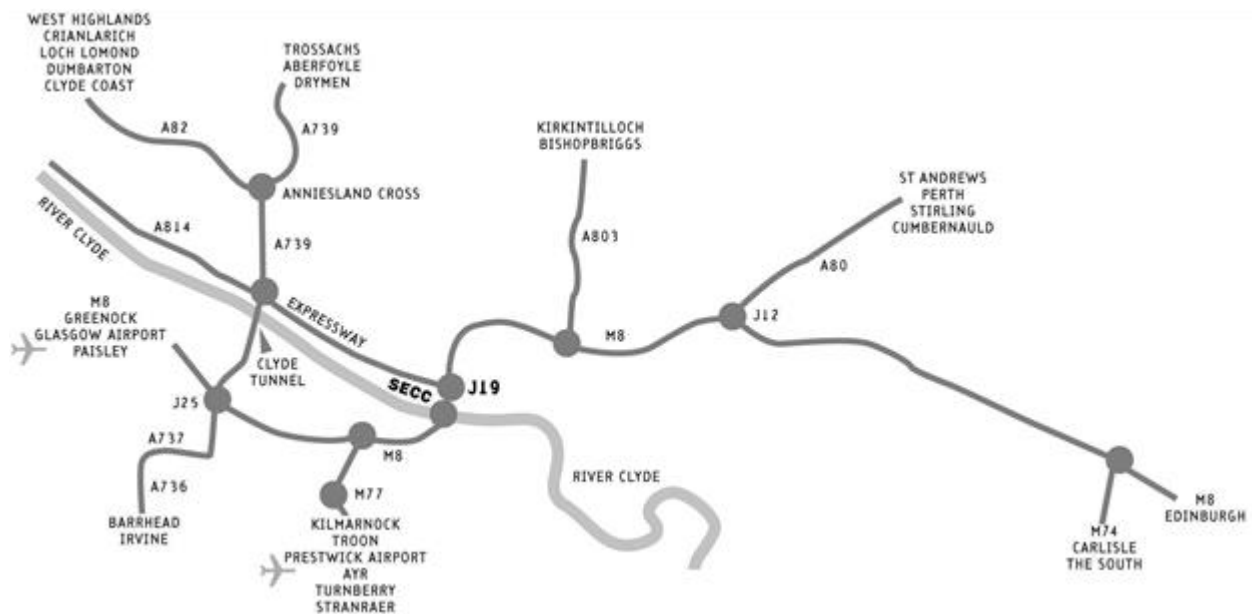 WEST HIGHLANDS
CRIANLARICH
LOCH LOMOND
DUMBARTON
CLYDE COAST
TROSSACHS
ABERFOYLE
DRYMEN
A82
A739
KIRKINTILLOCH
BISHOPBRIGGS
ANNIESLAND CROSS
ST ANDREWS
PERTH
STIRLING
CUMBERNAULD
RIVER CLYDE
A814
A739
A803
A80
M8
GREENOCK
GLASGOW AIRPORT
PAISLEY
EXPRESSWAY
CLYDE
TUNNEL
M8
J12
SECC
J19
J25
A737
M8
A736
M77
RIVER CLYDE
BARRHEAD
IRVINE
KILMARNOCK
TROON
PRESTWICK AIRPORT
AYR
TURNBERRY
STRANRAER
M8
EDINBURGH
M74
CARLISLE
THE SOUTH